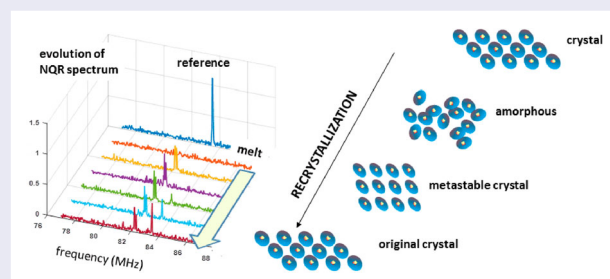 evolution of
NQR spectrum
reference
melt
1.5
1
0.5
0
76
78
80
82
84
86
88
frequency (MHz)
RECRYSTALLIZATION
crystal
amorphous
metastable crystal
original crystal